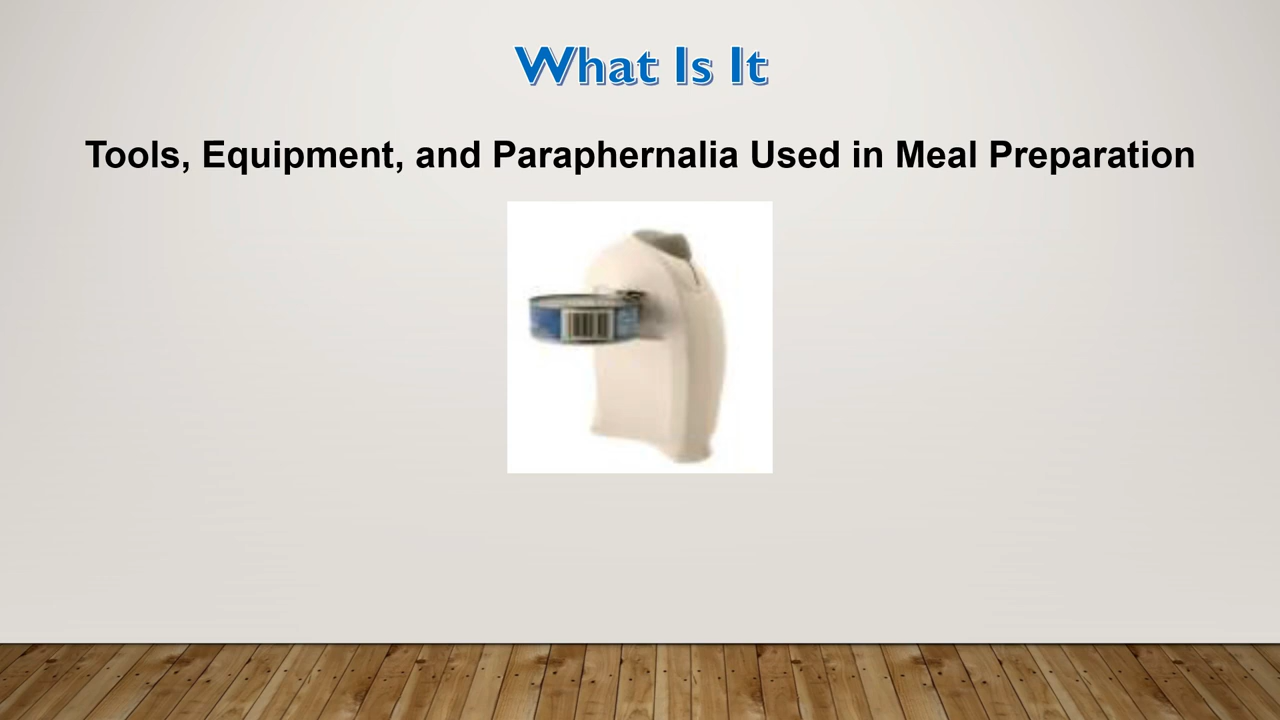 What Is It
Tools, Equipment, and Paraphernalia Used in Meal Preparation